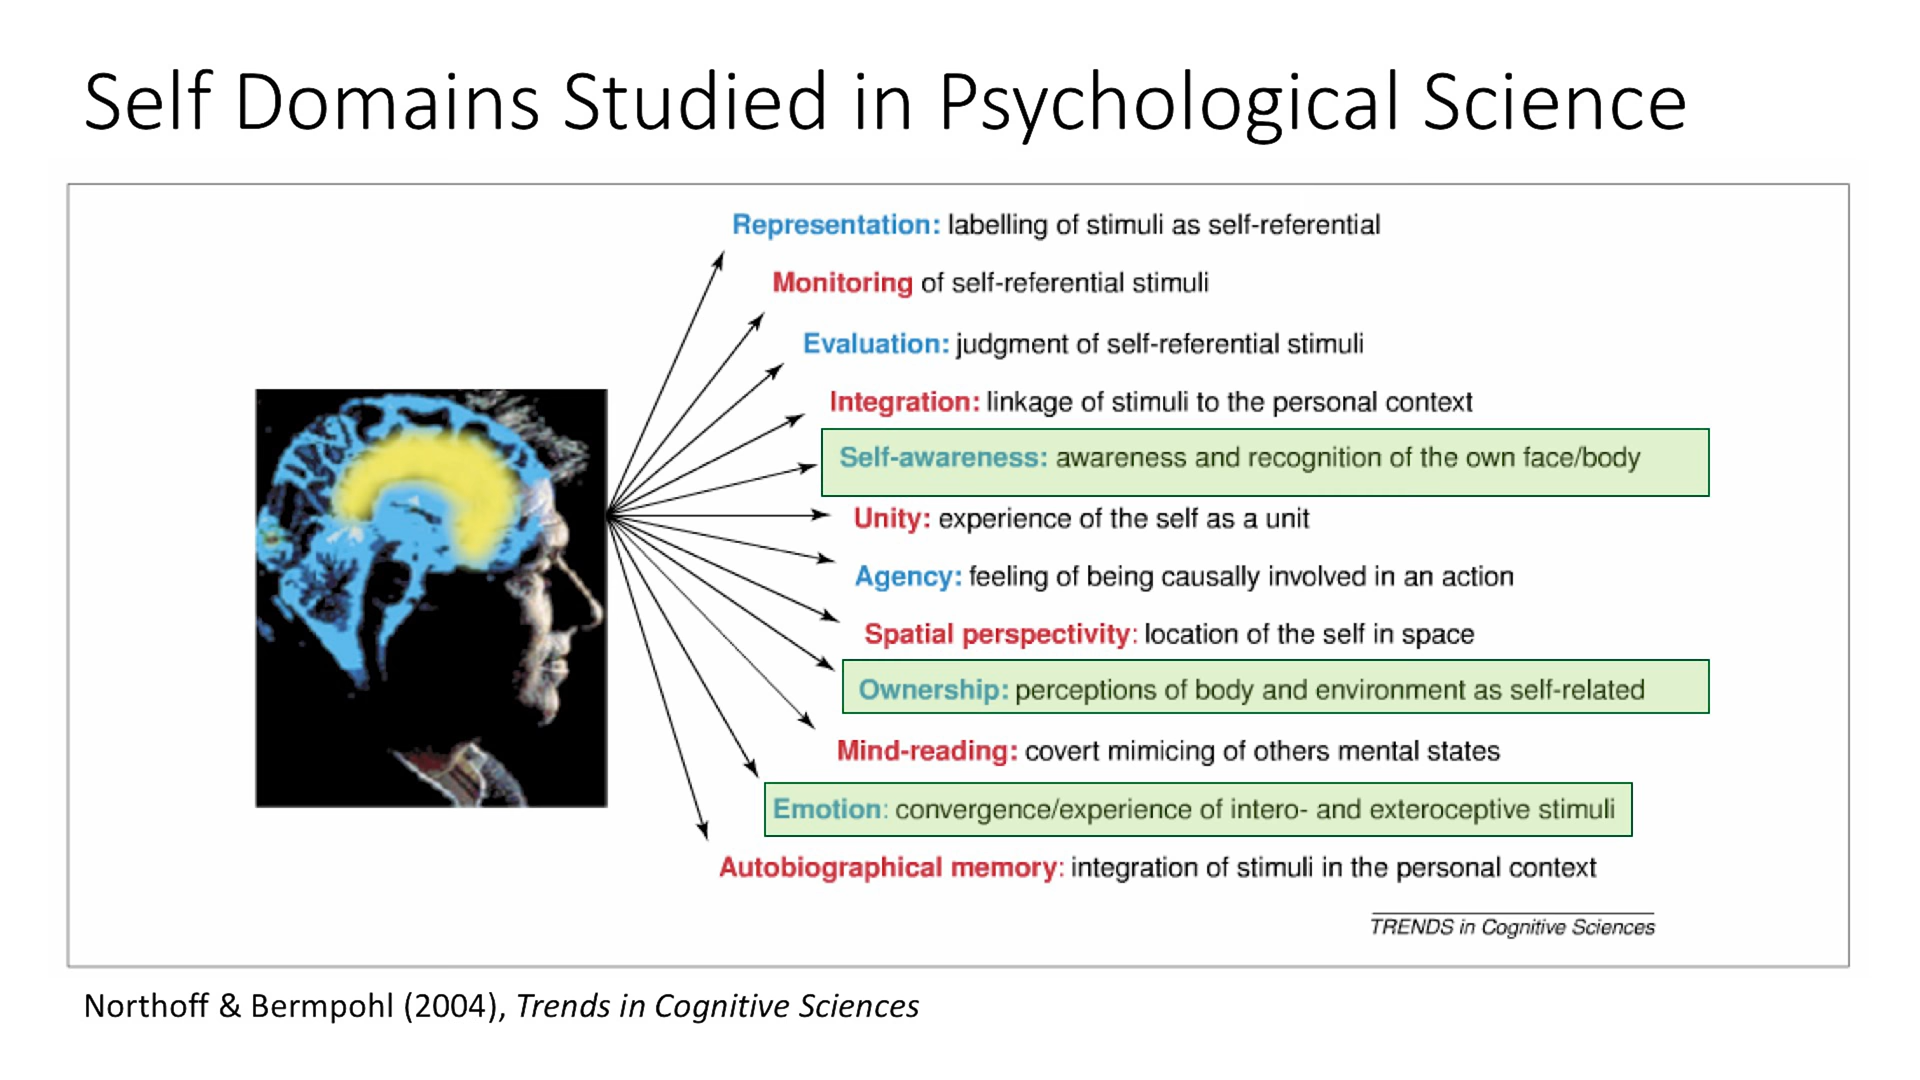 Self Domains Studied in Psychological Science
Representation: labelling of stimuli as self-referential
Monitoring of self-referential stimuli
Evaluation: judgment of self-referential stimuli
Integration: linkage of stimuli to the personal context
Self-awareness: awareness and recognition of the own face/body
Unity: experience of the self as a unit
Agency: feeling of being causally involved in an action
Spatial perspectivity: location of the self in space
Ownership: perceptions of body and environment as self-related
Mind-reading: covert mimicing of others mental states
Emotion: convergence/experience of intero- and exteroceptive stimuli
Autobiographical memory: integration of stimuli in the personal context
TRENDS in Cognitive Sciences
Northoff & Bermpohl (2004), Trends in Cognitive Sciences